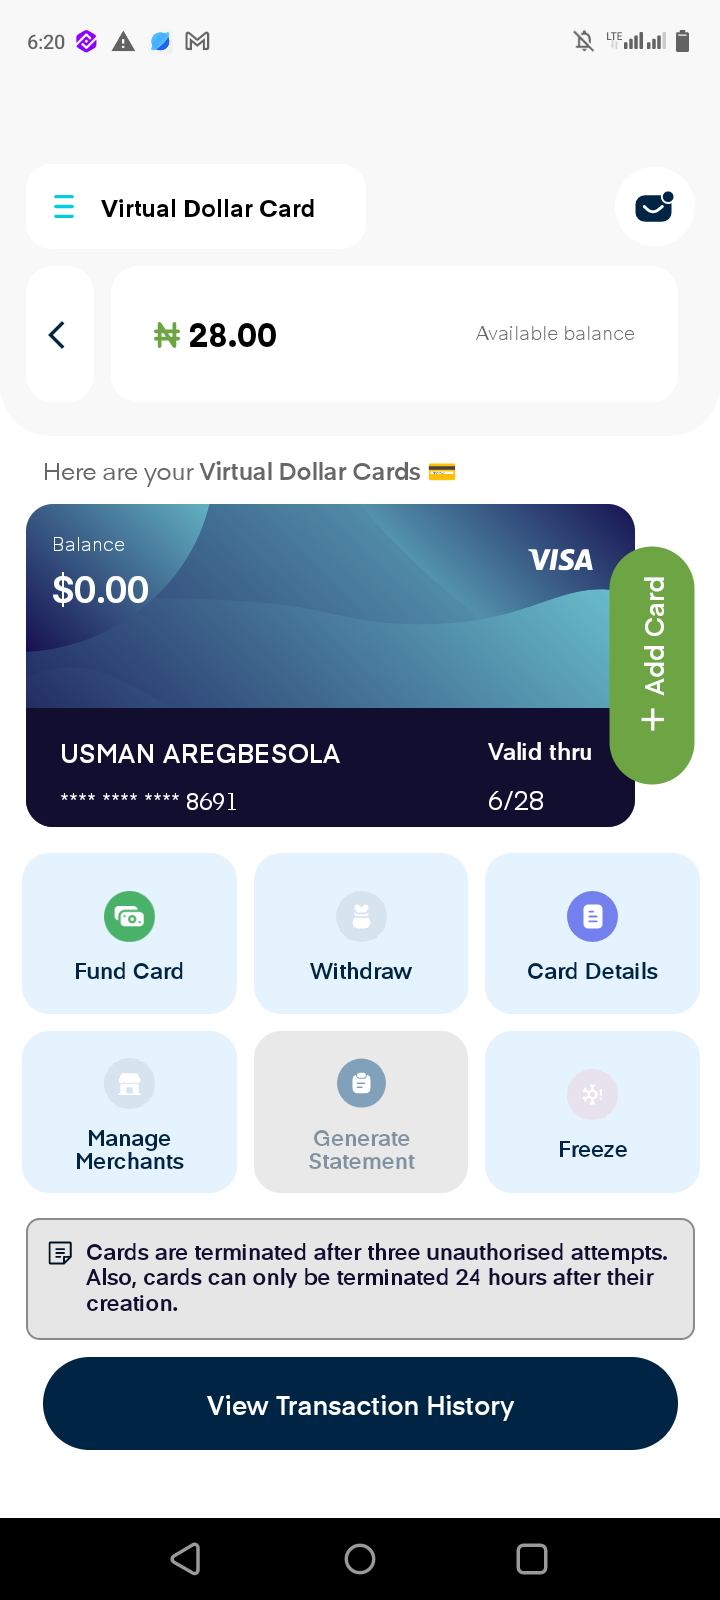 6:20
LTE
Virtual Dollar Card
₦ 28.00
Available balance
Here are your Virtual Dollar Cards 💳
Balance
$0.00
VISA
+ Add Card
USMAN AREGBESOLA
Valid thru
**** **** **** 8691
6/28
Fund Card
Withdraw
Card Details
Manage
Merchants
Generate
Statement
Freeze
Cards are terminated after three unauthorised attempts.
Also, cards can only be terminated 24 hours after their
creation.
View Transaction History